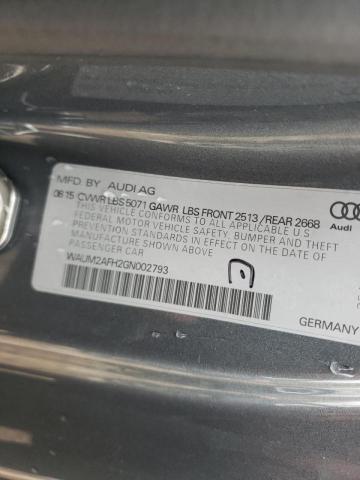 MFD. BY AUDI AG
06 15 GVWR LBS 5071 GAWR LBS FRONT 2513 / REAR 2668
THIS VEHICLE CONFORMS TO ALL APPLICABLE U.S.
FEDERAL MOTOR VEHICLE SAFETY, BUMPER AND THEFT
PREVENTION STANDARDS IN EFFECT ON THE DATE OF
MANUFACTURE SHOWN ABOVE
PASSENGER CAR
WAUM2AFH2GN002793
Audi
GERMANY